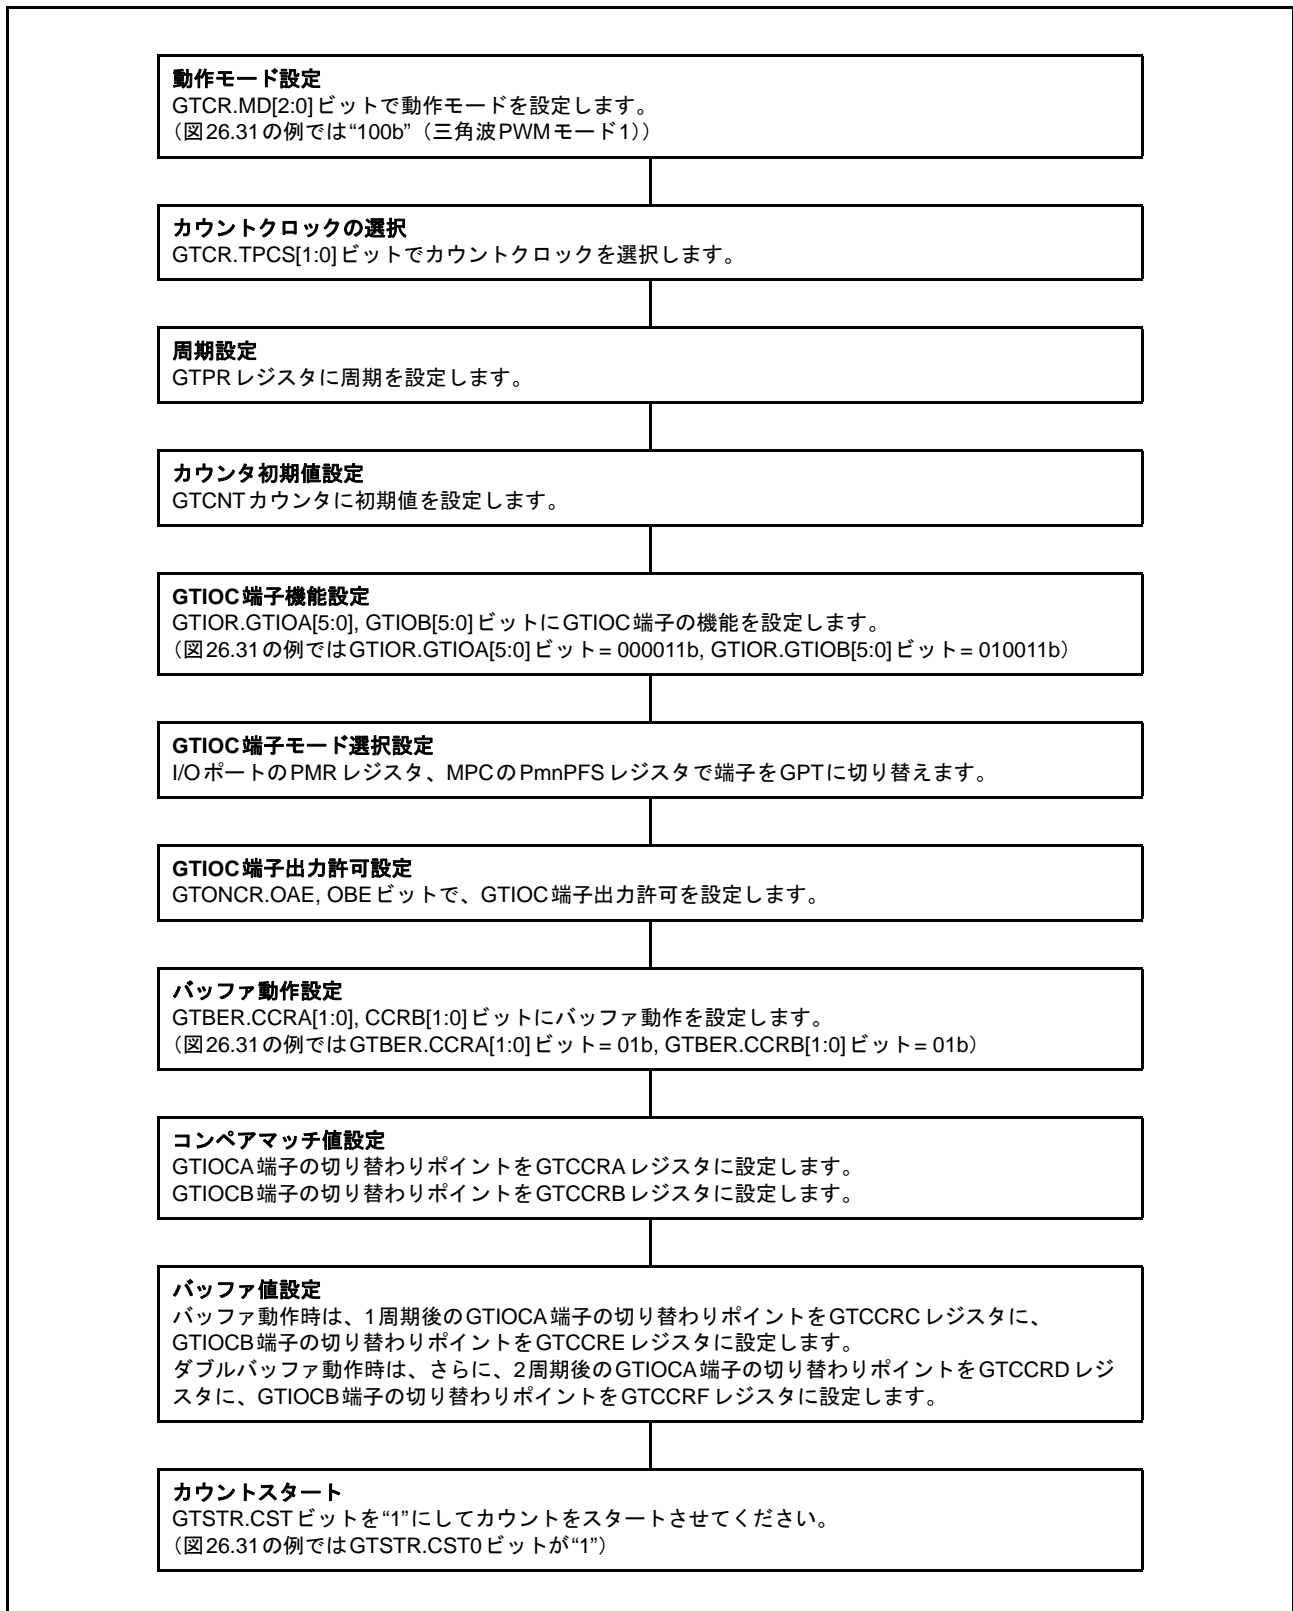 動作モード設定
GTCR.MD[2:0]ビットで動作モードを設定します。
（図26.31の例では“100b”（三角波PWMモード1））
カウントクロックの選択
GTCR.TPCS[1:0]ビットでカウントクロックを選択します。
周期設定
GTPRレジスタに周期を設定します。
カウンタ初期値設定
GTCNTカウンタに初期値を設定します。
GTIOC端子機能設定
GTIOR.GTIOA[5:0], GTIOB[5:0]ビットにGTIOC端子の機能を設定します。
（図26.31の例ではGTIOR.GTIOA[5:0]ビット= 000011b, GTIOR.GTIOB[5:0]ビット= 010011b）
GTIOC端子モード選択設定
I/OポートのPMRレジスタ、MPCのPmnPFSレジスタで端子をGPTに切り替えます。
GTIOC端子出力許可設定
GTONCR.OAE, OBEビットで、GTIOC端子出力許可を設定します。
バッファ動作設定
GTBER.CCRA[1:0], CCRB[1:0]ビットにバッファ動作を設定します。
（図26.31の例ではGTBER.CCRA[1:0]ビット= 01b, GTBER.CCRB[1:0]ビット= 01b）
コンペアマッチ値設定
GTIOCA端子の切り替わりポイントをGTCCRAレジスタに設定します。
GTIOCB端子の切り替わりポイントをGTCCRBレジスタに設定します。
バッファ値設定
バッファ動作時は、1周期後のGTIOCA端子の切り替わりポイントをGTCCRCレジスタに、
GTIOCB端子の切り替わりポイントをGTCCREレジスタに設定します。
ダブルバッファ動作時は、さらに、2周期後のGTIOCA端子の切り替わりポイントをGTCCRDレジ
スタに、GTIOCB端子の切り替わりポイントをGTCCRFレジスタに設定します。
カウントスタート
GTSTR.CSTビットを“1”にしてカウントをスタートさせてください。
（図26.31の例ではGTSTR.CST0ビットが“1”）